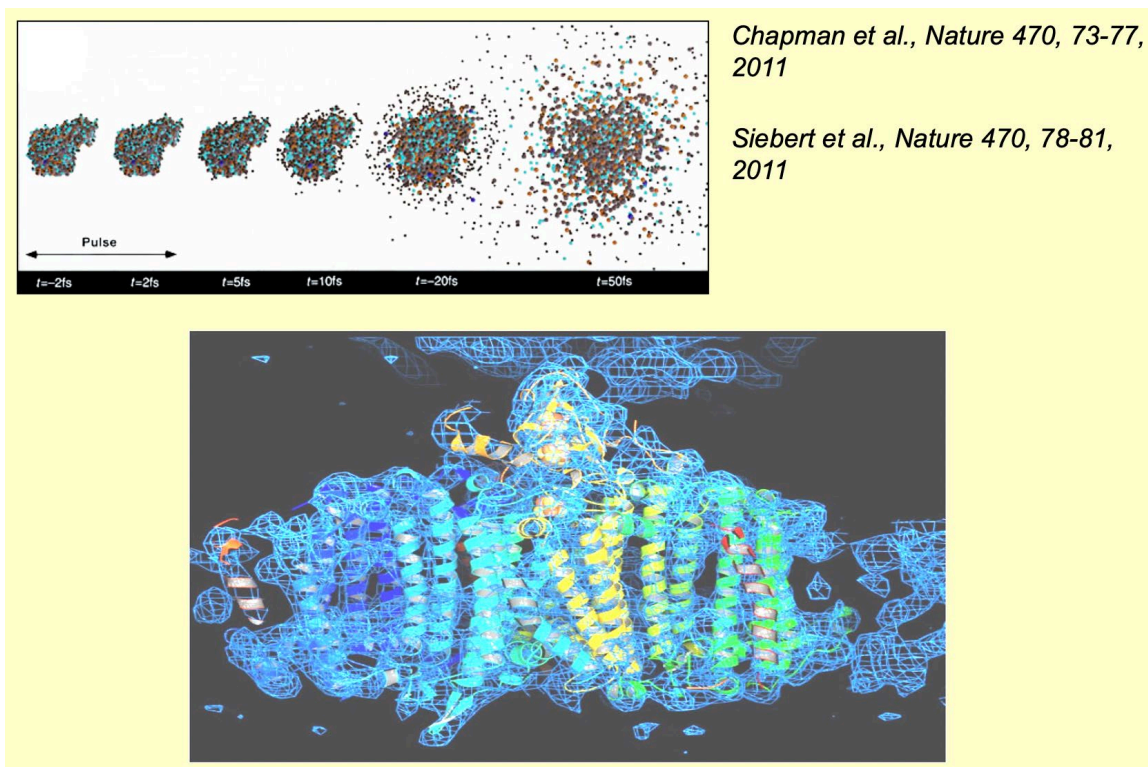 Chapman et al., Nature 470, 73-77,
2011
Siebert et al., Nature 470, 78-81,
2011
Pulse
t=–2fs t=2fs t=5fs t=10fs t=–20fs t=50fs